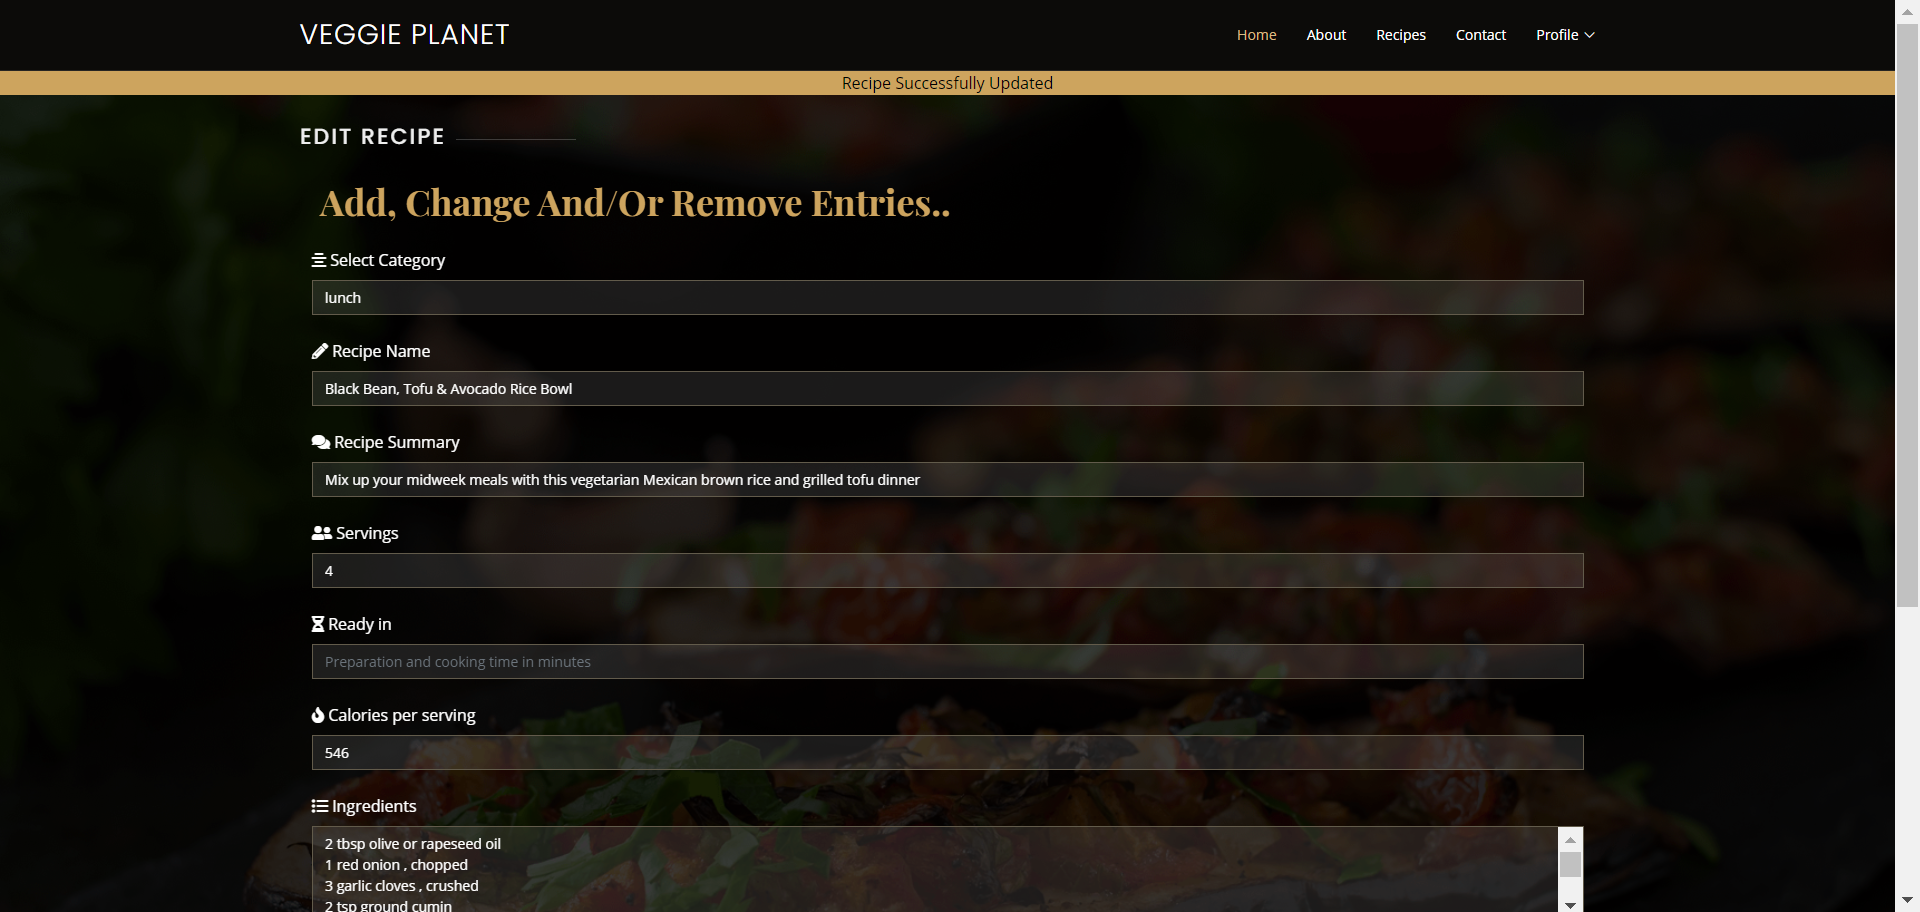 VEGGIE PLANET
Home About Recipes Contact Profile
Recipe Successfully Updated
EDIT RECIPE
Add, Change And/Or Remove Entries..
Select Category
lunch
Recipe Name
Black Bean, Tofu & Avocado Rice Bowl
Recipe Summary
Mix up your midweek meals with this vegetarian Mexican brown rice and grilled tofu dinner
Servings
4
Ready in
Preparation and cooking time in minutes
Calories per serving
546
Ingredients
2 tbsp olive or rapeseed oil
1 red onion , chopped
3 garlic cloves , crushed
2 tsp ground cumin